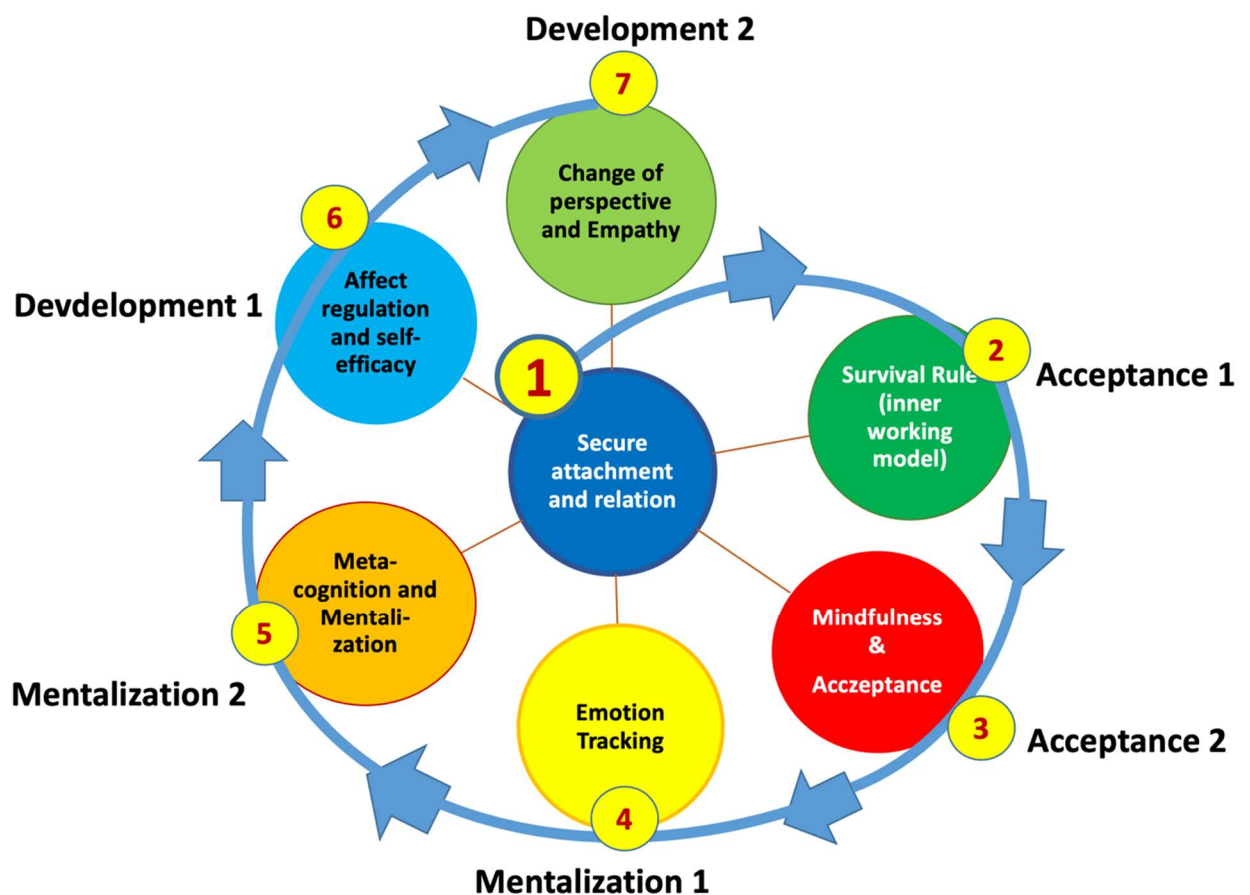 Development 2
7
Change of
perspective
and Empathy
6
Affect
regulation
and self-
efficacy
Devdelopment 1
1
Secure
attachment
and relation
2
Survival Rule
(inner
working
model)
Acceptance 1
Mindfulness
&
Acczeptance
3
Acceptance 2
Emotion
Tracking
4
Mentalization 1
Meta-
cognition and
Mentali-
zation
5
Mentalization 2